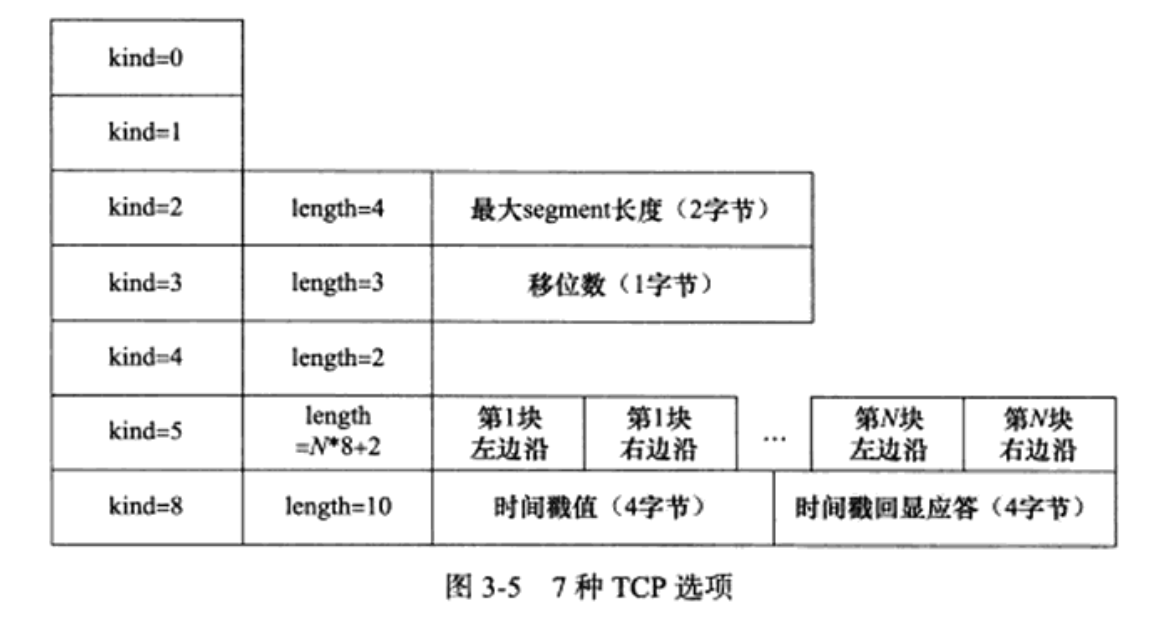 kind=0
kind=1
kind=2 length=4 最大segment长度（2字节）
kind=3 length=3 移位数（1字节）
kind=4 length=2
kind=5 length =N*8+2 第1块 左边沿 第1块 右边沿 … 第N块 左边沿 第N块 右边沿
kind=8 length=10 时间戳值（4字节） 时间戳回显应答（4字节）
图 3-5 7 种 TCP 选项